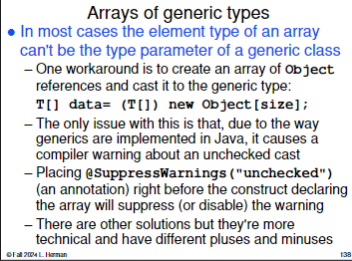 Arrays of generic types
● In most cases the element type of an array
can't be the type parameter of a generic class
– One workaround is to create an array of Object
references and cast it to the generic type:
T[] data= (T[]) new Object[size];
– The only issue with this is that, due to the way
generics are implemented in Java, it causes a
compiler warning about an unchecked cast
– Placing @SuppressWarnings("unchecked")
(an annotation) right before the construct declaring
the array will suppress (or disable) the warning
– There are other solutions but they're more
technical and have different pluses and minuses
© Fall 2024 L. Herman
138